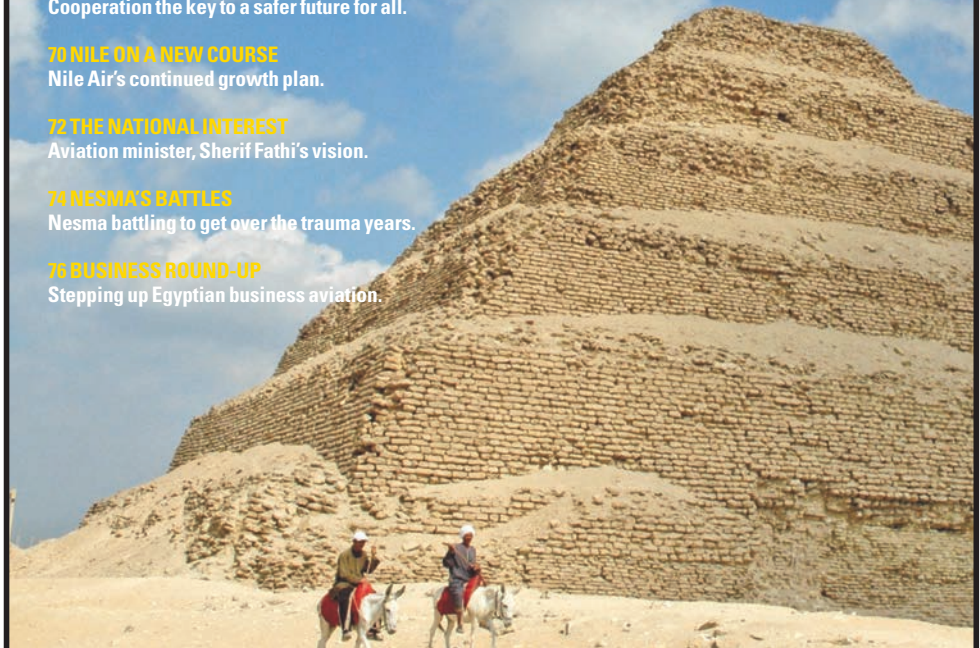 Cooperation the key to a safer future for all.
70 NILE ON A NEW COURSE
Nile Air's continued growth plan.
72 THE NATIONAL INTEREST
Aviation minister, Sherif Fathi's vision.
74 NESMA'S BATTLES
Nesma battling to get over the trauma years.
76 BUSINESS ROUND-UP
Stepping up Egyptian business aviation.